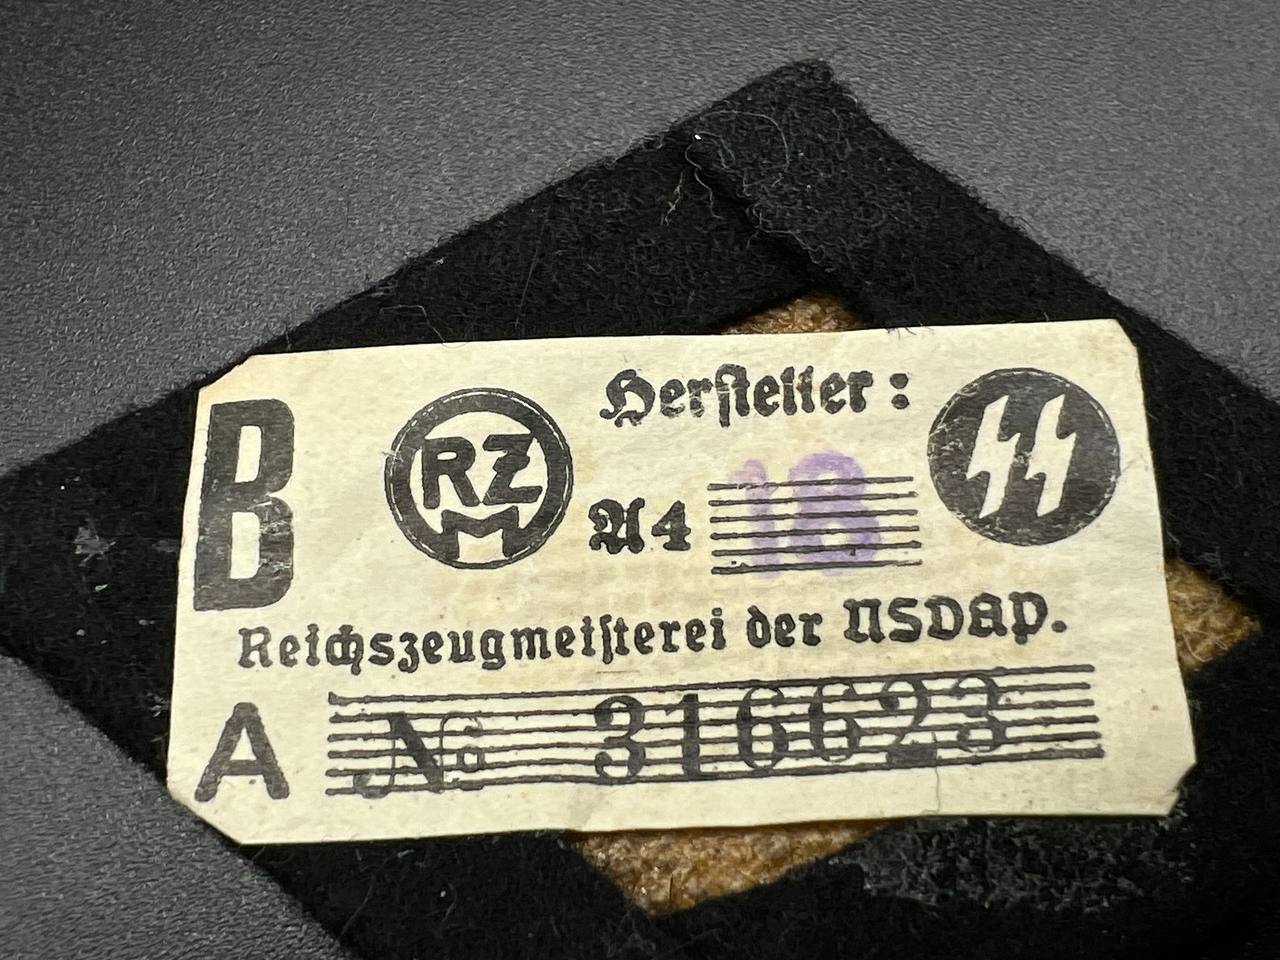 B
RZM
Hersteller:
SS
A4 18
Reichszeugmeisterei der NSDAP.
A
No 316623